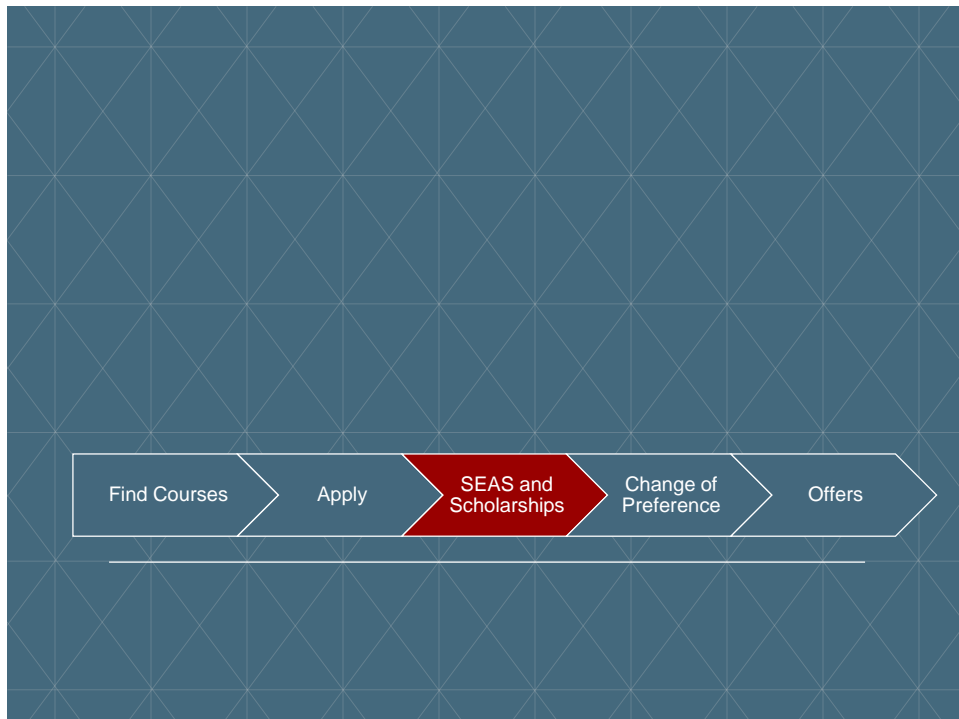 Find Courses
Apply
SEAS and
Scholarships
Change of
Preference
Offers